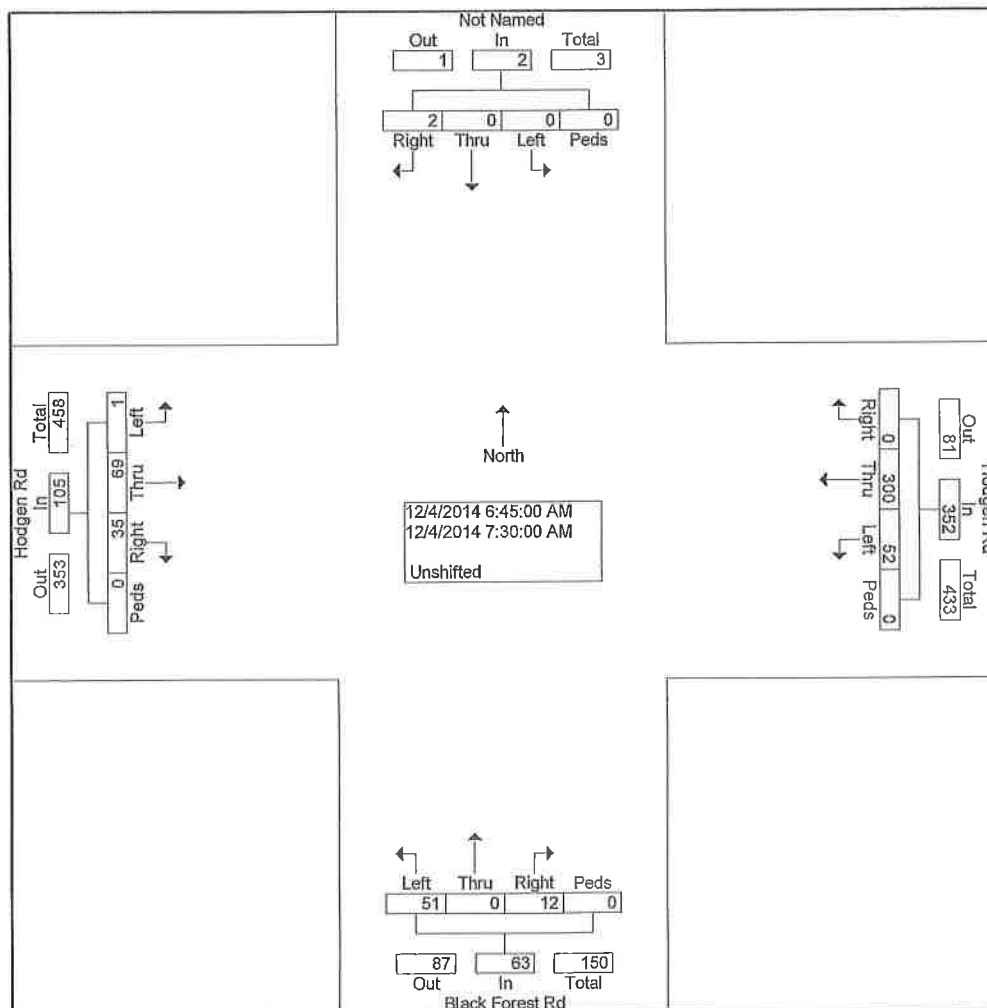 Not Named
Out In Total
1 2 3
2 0 0 0
Right Thru Left Peds
Total In Out
458 105 353
Hodgen Rd
1 69 35 0
Left Thru Right Peds
North
12/4/2014 6:45:00 AM
12/4/2014 7:30:00 AM
Unshifted
Right Thru Left Peds
0 300 52 0
Out In Total
81 352 433
Hodgen Rd
Left Thru Right Peds
51 0 12 0
87 63 150
Out In Total
Black Forest Rd